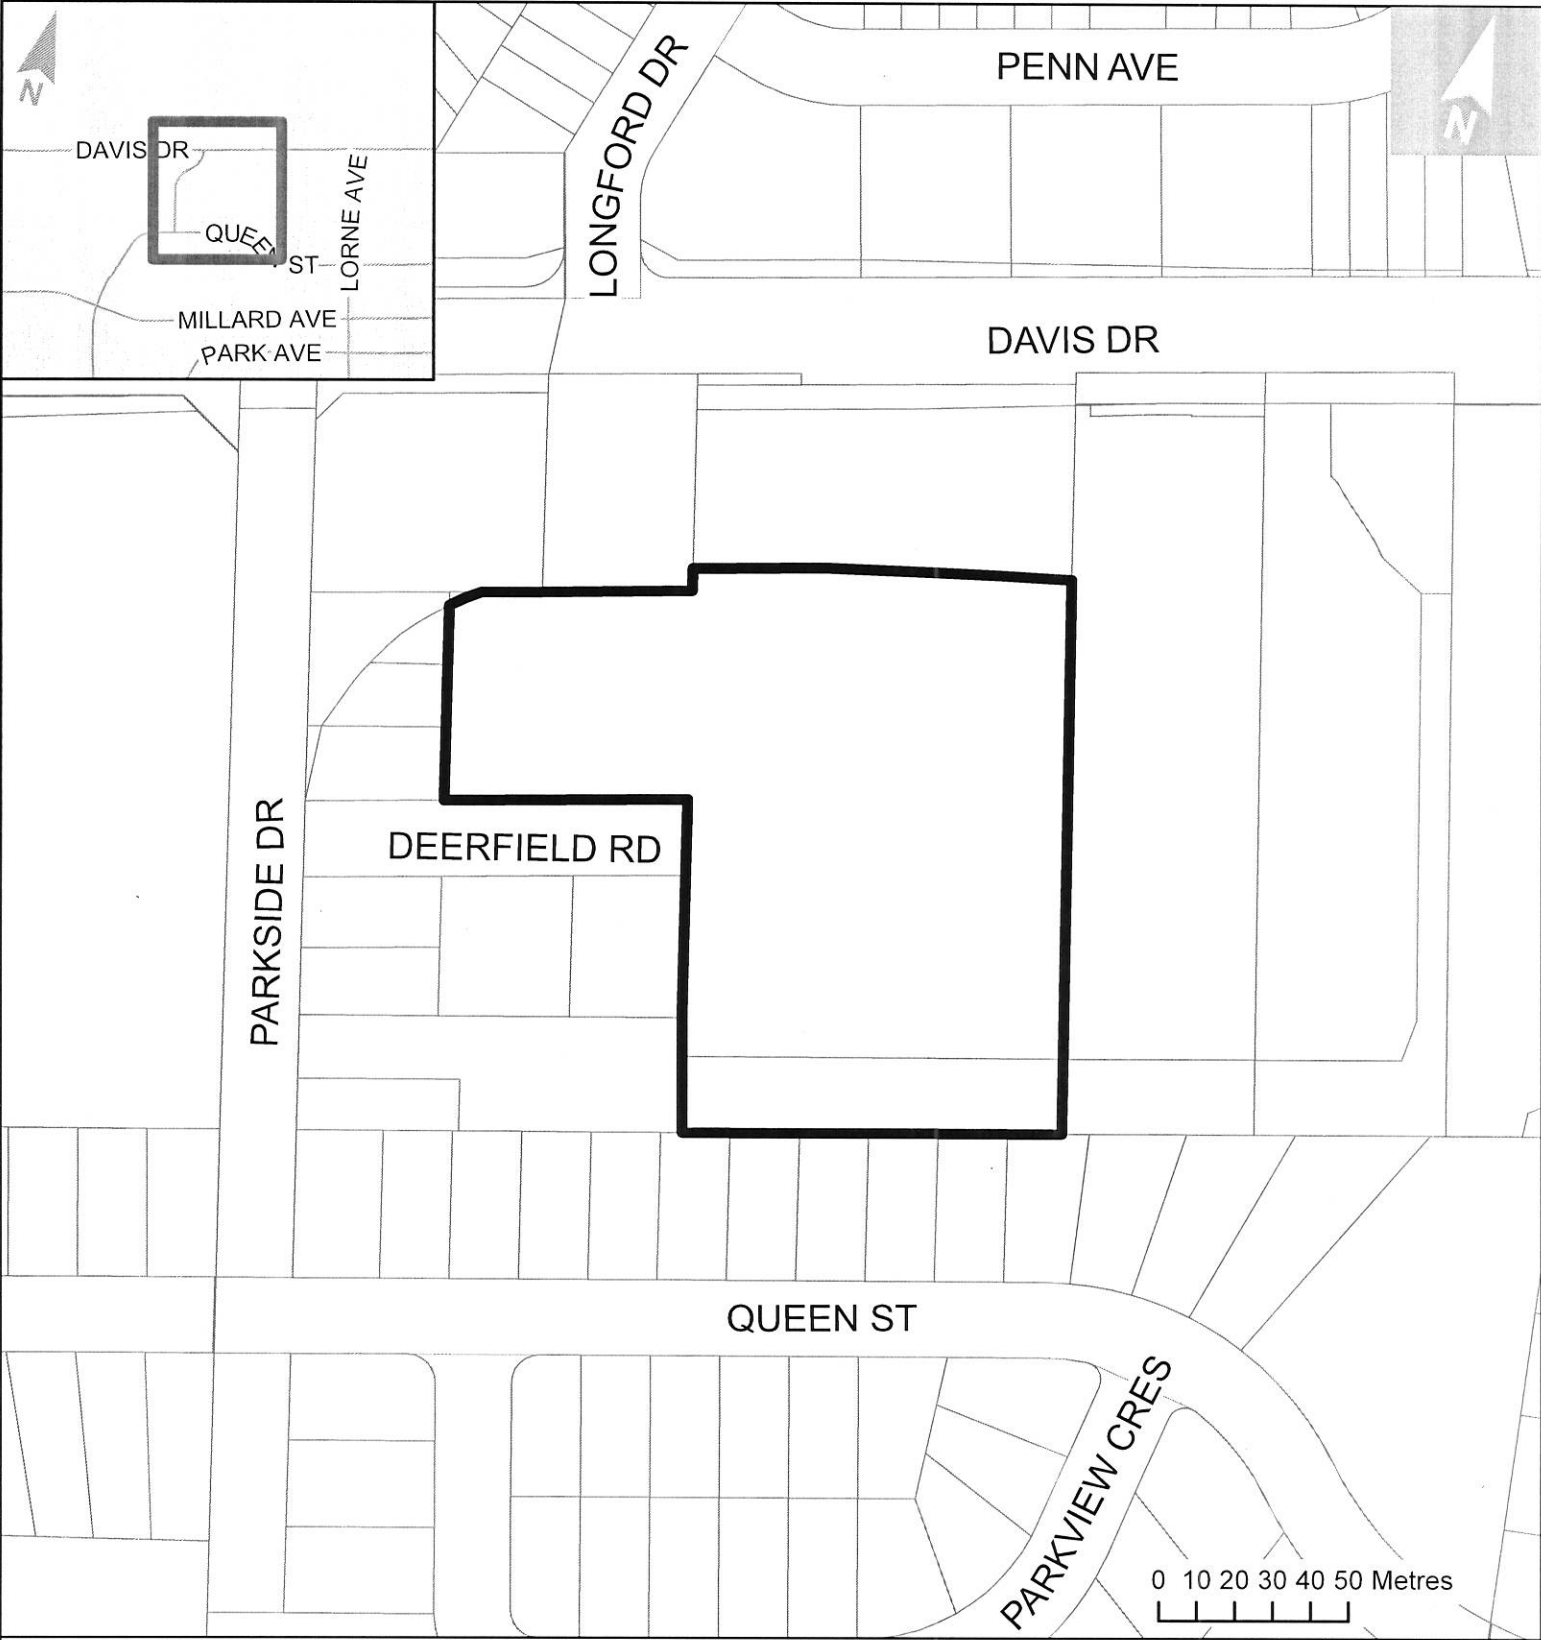 N
DAVIS DR
QUEEN ST
LORNE AVE
MILLARD AVE
PARK AVE
LONGFORD DR
PENN AVE
N
DAVIS DR
PARKSIDE DR
DEERFIELD RD
QUEEN ST
PARKVIEW CRES
0 10 20 30 40 50 Metres